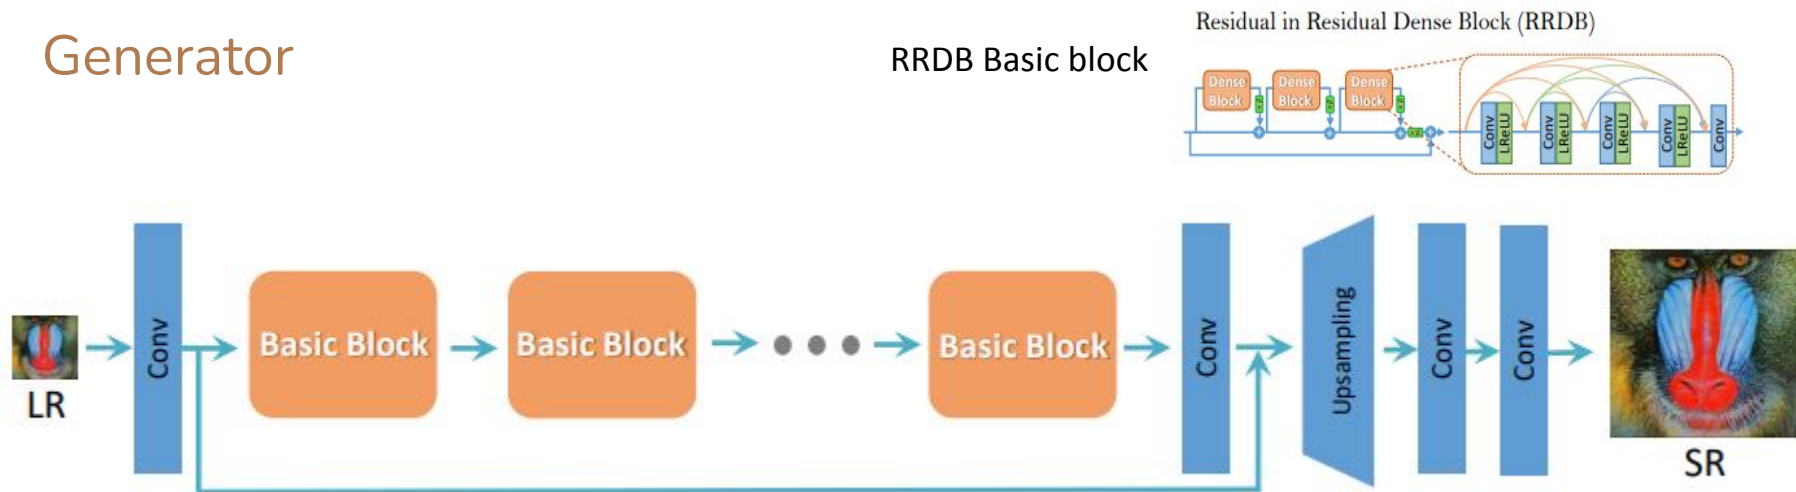 Generator
RRDB Basic block
Residual in Residual Dense Block (RRDB)
Dense
Block
Dense
Block
Dense
Block
Conv
LReLU
Conv
LReLU
Conv
LReLU
Conv
LReLU
Conv
LR
Conv
Basic Block
Basic Block
Basic Block
Conv
Upsampling
Conv
Conv
SR